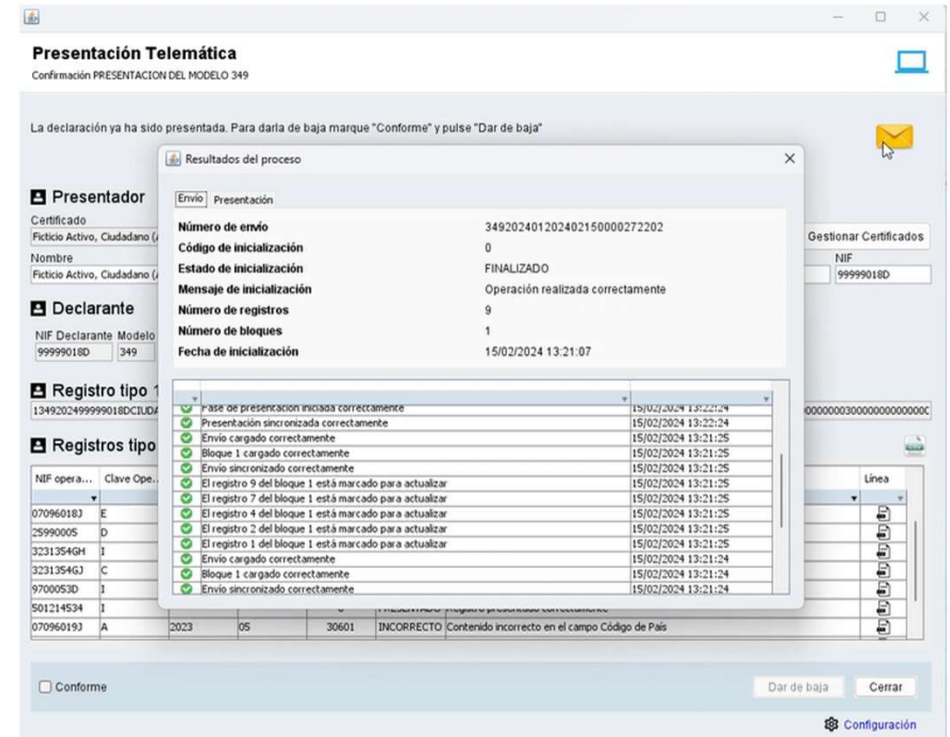 Presentación Telemática
Confirmación PRESENTACION DEL MODELO 349
La declaración ya ha sido presentada. Para darla de baja marque "Conforme" y pulse "Dar de baja"
Resultados del proceso
Envío Presentación
Número de envío 349202401202402150000272202
Código de inicialización 0
Estado de inicialización FINALIZADO
Mensaje de inicialización Operación realizada correctamente
Número de registros 9
Número de bloques 1
Fecha de inicialización 15/02/2024 13:21:07
Fase de presentación iniciada correctamente 15/02/2024 13:22:24
Presentación sincronizada correctamente 15/02/2024 13:22:24
Envío cargado correctamente 15/02/2024 13:21:25
Bloque 1 cargado correctamente 15/02/2024 13:21:25
Envío sincronizado correctamente 15/02/2024 13:21:25
El registro 9 del bloque 1 está marcado para actualizar 15/02/2024 13:21:25
El registro 7 del bloque 1 está marcado para actualizar 15/02/2024 13:21:25
El registro 4 del bloque 1 está marcado para actualizar 15/02/2024 13:21:25
El registro 2 del bloque 1 está marcado para actualizar 15/02/2024 13:21:25
El registro 1 del bloque 1 está marcado para actualizar 15/02/2024 13:21:25
Envío cargado correctamente 15/02/2024 13:21:24
Bloque 1 cargado correctamente 15/02/2024 13:21:24
Envío sincronizado correctamente 15/02/2024 13:21:24
Presentador
Certificado
Ficticio Activo, Ciudadano Gestionar Certificados
Nombre NIF
Ficticio Activo, Ciudadano 99999018D
Declarante
NIF Declarante Modelo
99999018D 349
Registro tipo 1
Registros tipo
NIF opera... Clave Ope... Línea
07096018J E
25990005 D
3231354GH I
3231354GJ C
9700053D I
501214534 I PRESENTADO Registro presentado correctamente
07096019J A 2023 05 30601 INCORRECTO Contenido incorrecto en el campo Código de País
Conforme Dar de baja Cerrar
Configuración